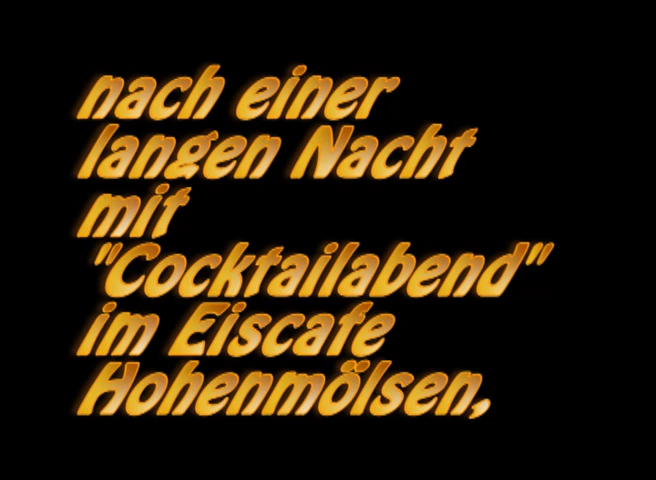 nach einer
langen Nacht
mit
"Cocktailabend"
im Eiscafe
Hohenmölsen,